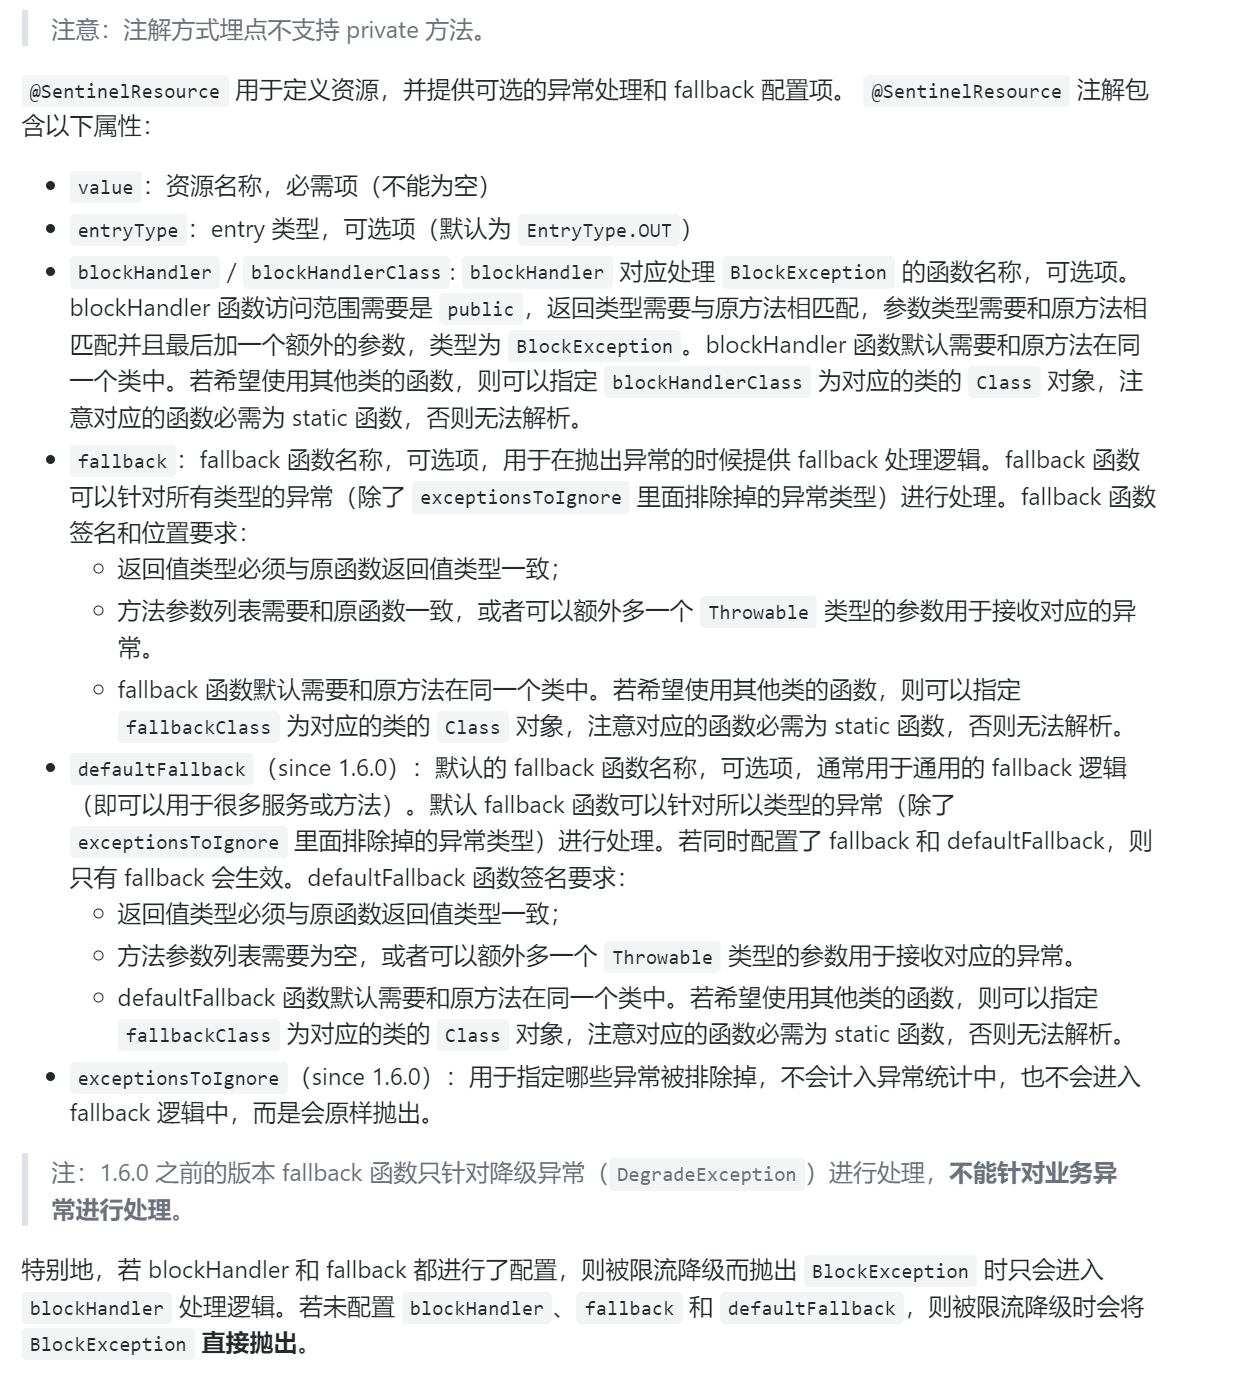 注意：注解方式埋点不支持 private 方法。
@SentinelResource 用于定义资源，并提供可选的异常处理和 fallback 配置项。 @SentinelResource 注解包
含以下属性：
value：资源名称，必需项（不能为空）
entryType：entry 类型，可选项（默认为 EntryType.OUT）
blockHandler / blockHandlerClass: blockHandler 对应处理 BlockException 的函数名称，可选项。
blockHandler 函数访问范围需要是 public，返回类型需要与原方法相匹配，参数类型需要和原方法相
匹配并且最后加一个额外的参数，类型为 BlockException。blockHandler 函数默认需要和原方法在同
一个类中。若希望使用其他类的函数，则可以指定 blockHandlerClass 为对应的类的 Class 对象，注
意对应的函数必需为 static 函数，否则无法解析。
fallback：fallback 函数名称，可选项，用于在抛出异常的时候提供 fallback 处理逻辑。fallback 函数
可以针对所有类型的异常（除了 exceptionsToIgnore 里面排除掉的异常类型）进行处理。fallback 函数
签名和位置要求：
返回值类型必须与原函数返回值类型一致；
方法参数列表需要和原函数一致，或者可以额外多一个 Throwable 类型的参数用于接收对应的异
常。
fallback 函数默认需要和原方法在同一个类中。若希望使用其他类的函数，则可以指定
fallbackClass 为对应的类的 Class 对象，注意对应的函数必需为 static 函数，否则无法解析。
defaultFallback（since 1.6.0）：默认的 fallback 函数名称，可选项，通常用于通用的 fallback 逻辑
（即可以用于很多服务或方法）。默认 fallback 函数可以针对所以类型的异常（除了
exceptionsToIgnore 里面排除掉的异常类型）进行处理。若同时配置了 fallback 和 defaultFallback，则
只有 fallback 会生效。defaultFallback 函数签名要求：
返回值类型必须与原函数返回值类型一致；
方法参数列表需要为空，或者可以额外多一个 Throwable 类型的参数用于接收对应的异常。
defaultFallback 函数默认需要和原方法在同一个类中。若希望使用其他类的函数，则可以指定
fallbackClass 为对应的类的 Class 对象，注意对应的函数必需为 static 函数，否则无法解析。
exceptionsToIgnore（since 1.6.0）：用于指定哪些异常被排除掉，不会计入异常统计中，也不会进入
fallback 逻辑中，而是会原样抛出。
注：1.6.0 之前的版本 fallback 函数只针对降级异常（DegradeException）进行处理，不能针对业务异
常进行处理。
特别地，若 blockHandler 和 fallback 都进行了配置，则被限流降级而抛出 BlockException 时只会进入
blockHandler 处理逻辑。若未配置 blockHandler、fallback 和 defaultFallback，则被限流降级时会将
BlockException 直接抛出。